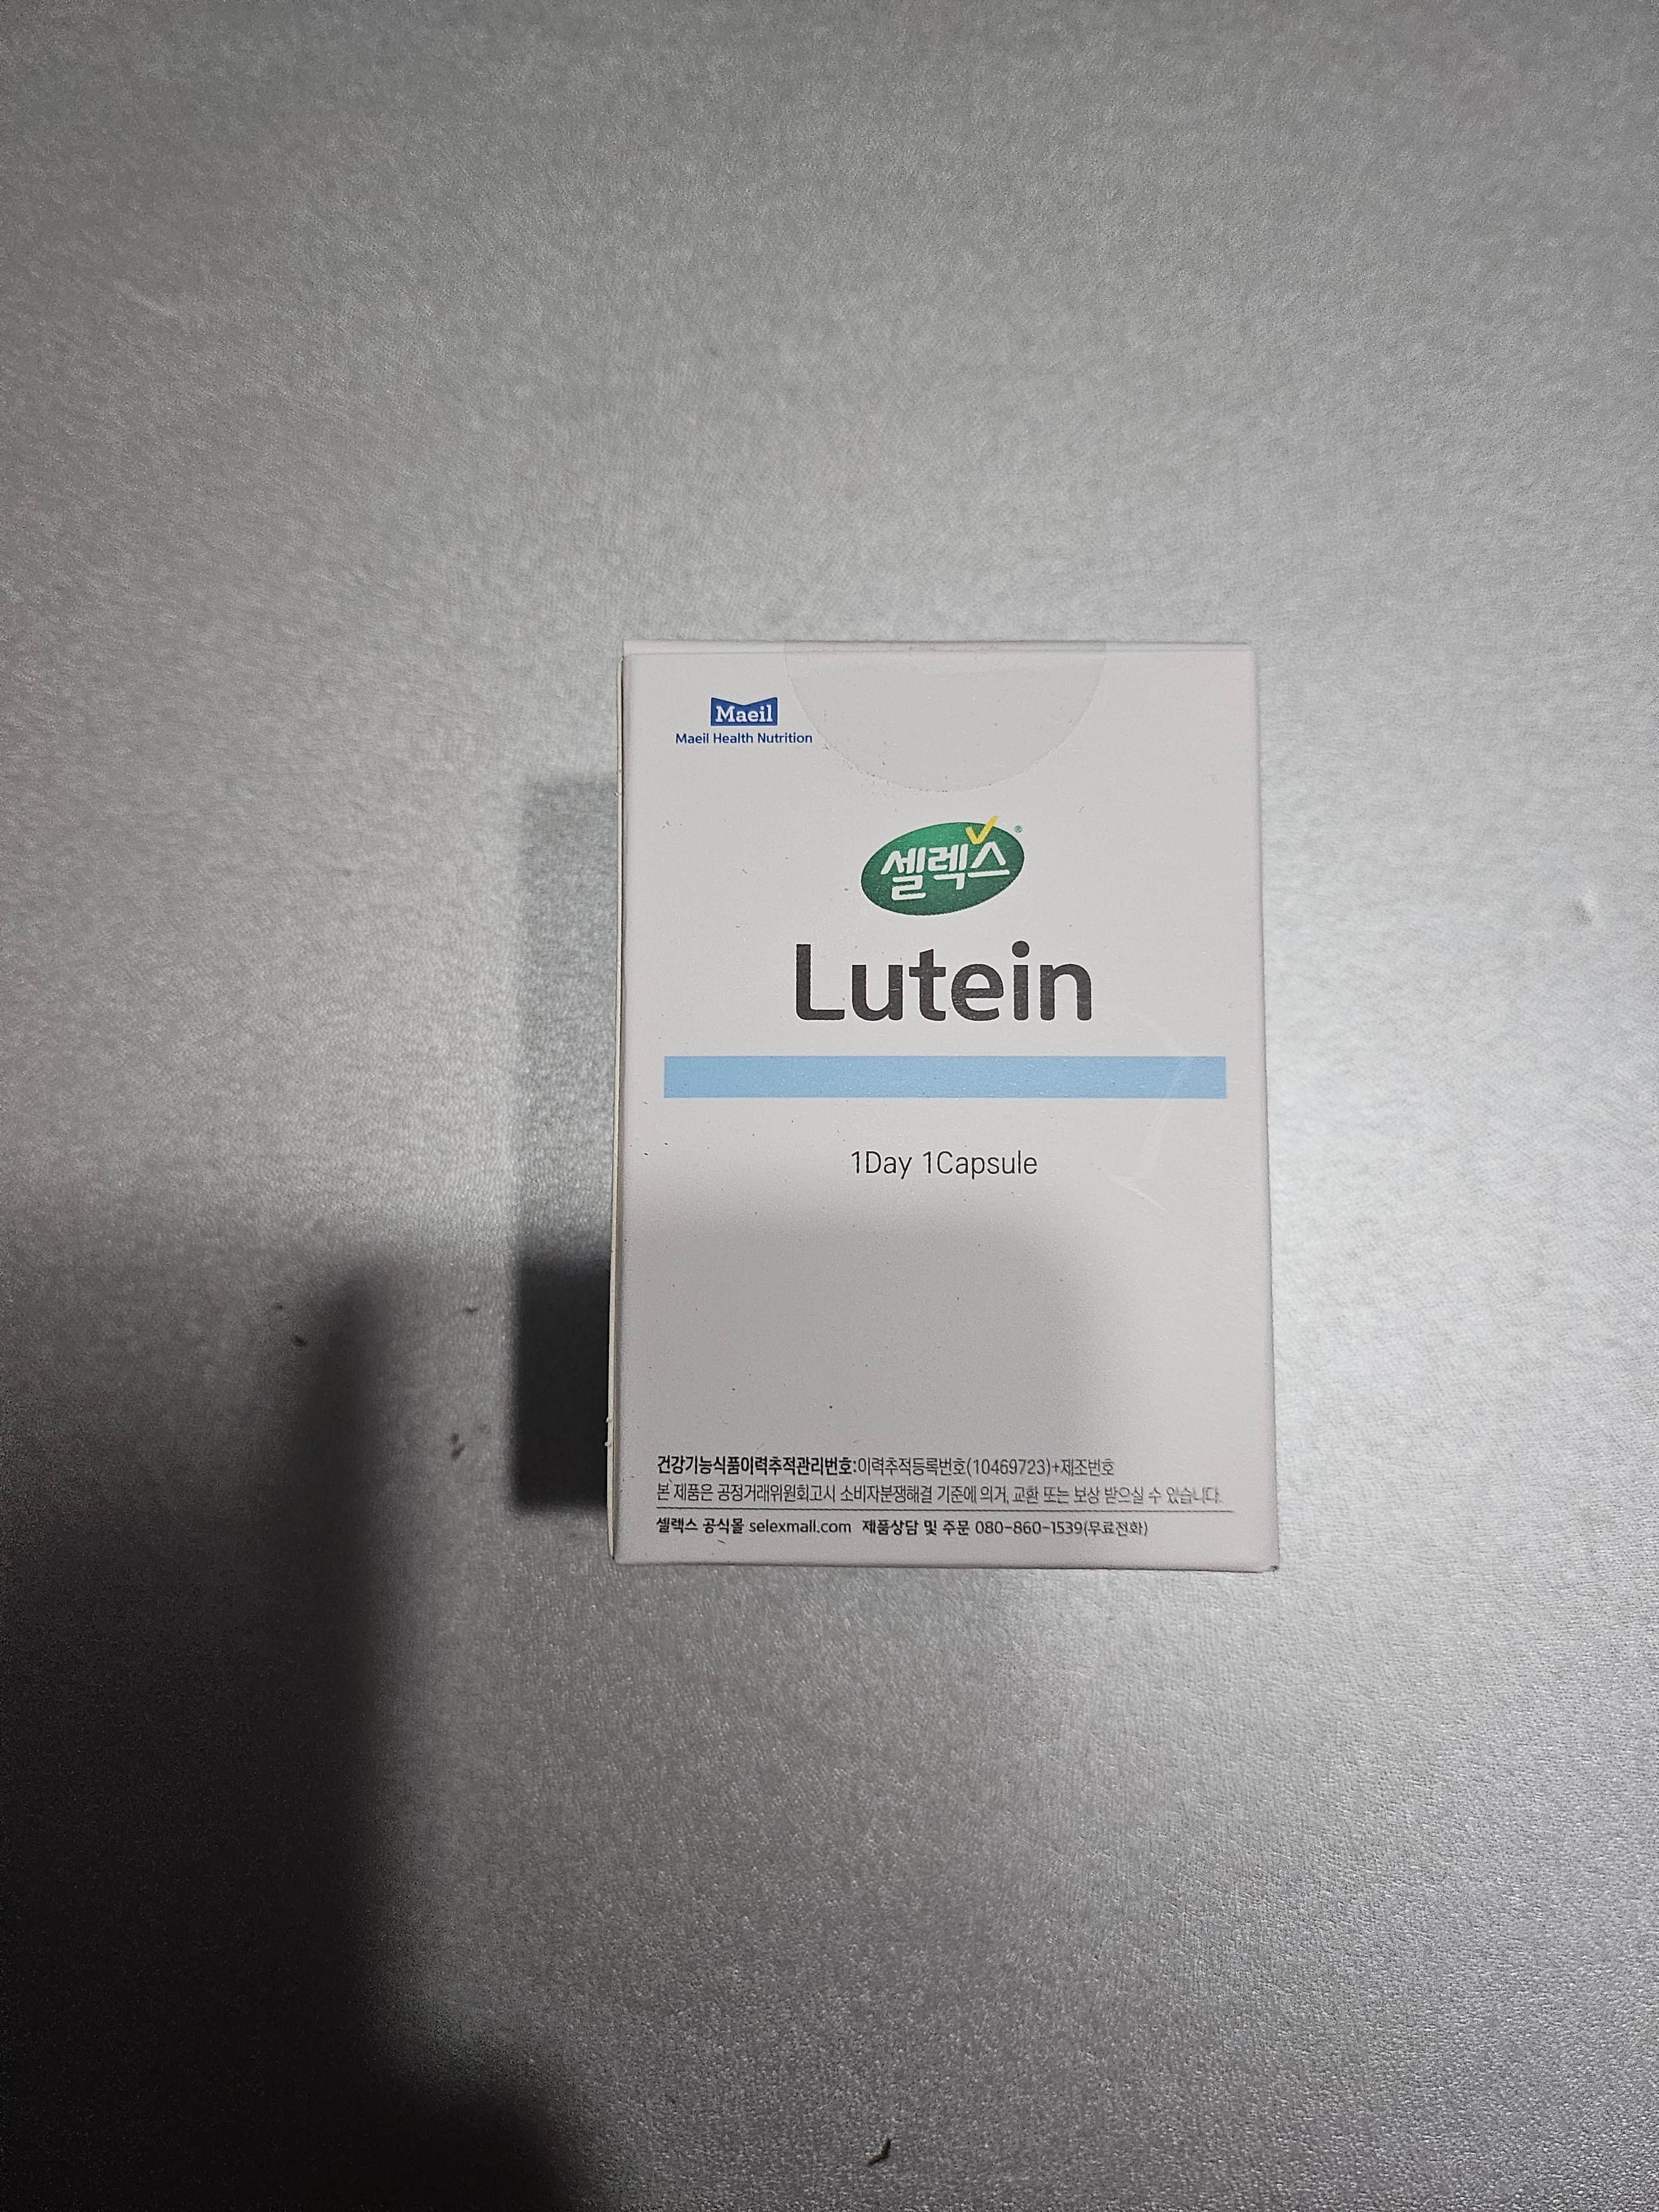 Maeil
Maeil Health Nutrition
셀렉스®
Lutein
1Day 1Capsule
건강기능식품이력추적관리번호:이력추적등록번호(10469723)+제조번호
본 제품은 공정거래위원회고시 소비자분쟁해결 기준에 의거, 교환 또는 보상 받으실 수 있습니다.
셀렉스 공식몰 selexmall.com 제품상담 및 주문 080-860-1539(무료전화)